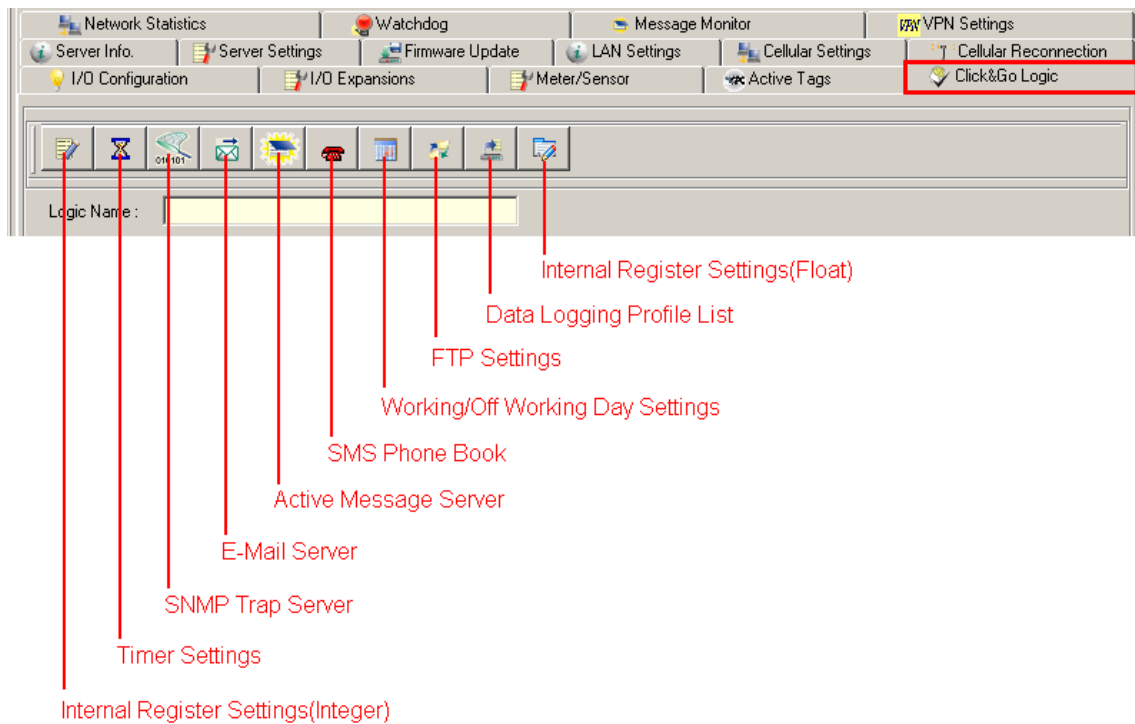 Network Statistics
Watchdog
Message Monitor
VPN VPN Settings
Server Info.
Server Settings
Firmware Update
LAN Settings
Cellular Settings
Cellular Reconnection
I/O Configuration
I/O Expansions
Meter/Sensor
Active Tags
Click&Go Logic
010101
Logic Name :
Internal Register Settings(Float)
Data Logging Profile List
FTP Settings
Working/Off Working Day Settings
SMS Phone Book
Active Message Server
E-Mail Server
SNMP Trap Server
Timer Settings
Internal Register Settings(Integer)